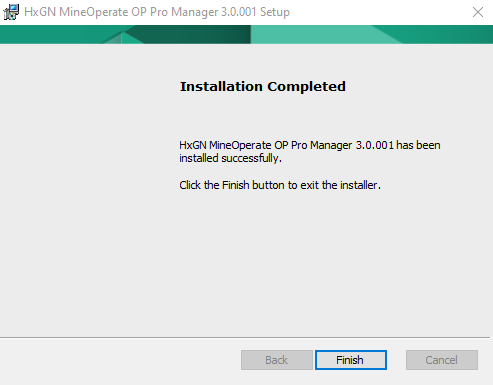 HxGN MineOperate OP Pro Manager 3.0.001 Setup
Installation Completed
HxGN MineOperate OP Pro Manager 3.0.001 has been
installed successfully.
Click the Finish button to exit the installer.
Back
Finish
Cancel